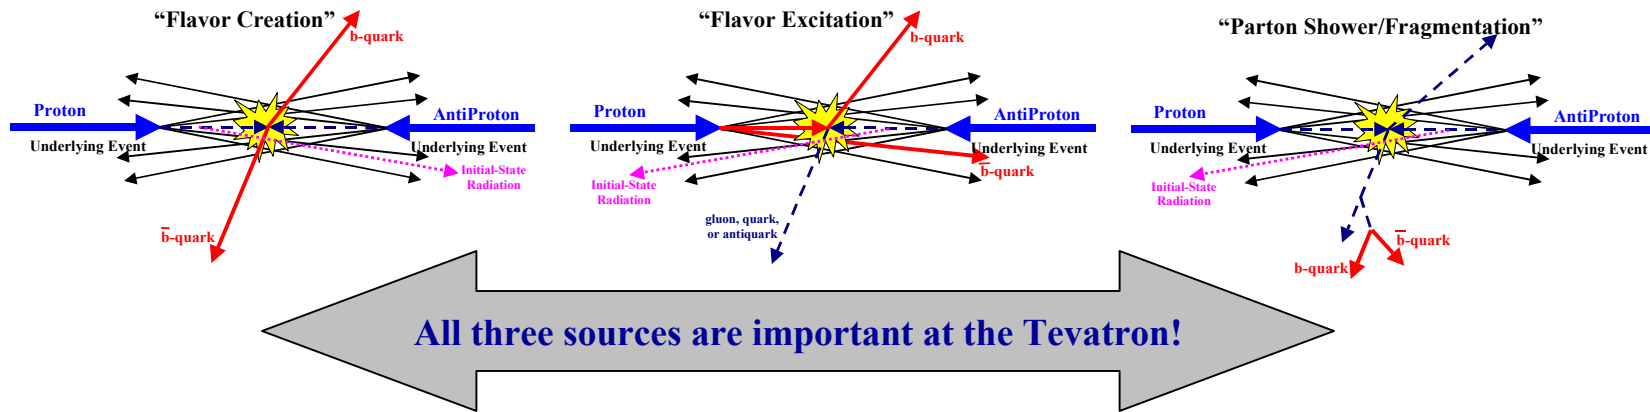 “Flavor Creation”
b-quark
Proton
AntiProton
Underlying Event
Underlying Event
Initial-State
Radiation
b̅-quark
“Flavor Excitation”
b-quark
Proton
AntiProton
Underlying Event
Underlying Event
b̅-quark
Initial-State
Radiation
gluon, quark,
or antiquark
“Parton Shower/Fragmentation”
Proton
AntiProton
Underlying Event
Underlying Event
Initial-State
Radiation
b̅-quark
b-quark
All three sources are important at the Tevatron!